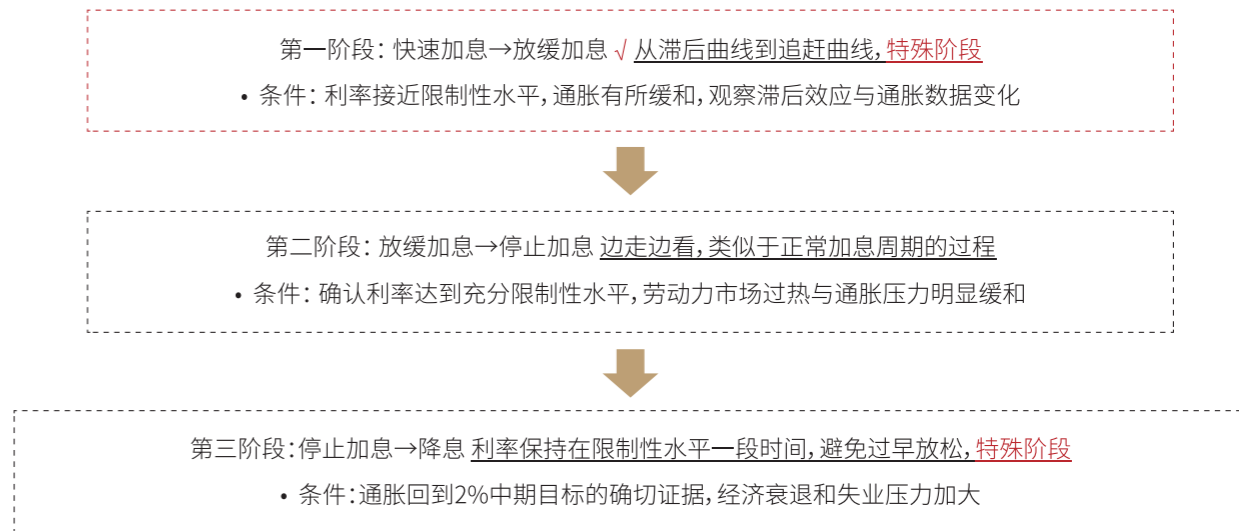 第一阶段：快速加息→放缓加息 √ 从滞后曲线到追赶曲线，特殊阶段
• 条件：利率接近限制性水平，通胀有所缓和，观察滞后效应与通胀数据变化
第二阶段：放缓加息→停止加息 边走边看，类似于正常加息周期的过程
• 条件：确认利率达到充分限制性水平，劳动力市场过热与通胀压力明显缓和
第三阶段：停止加息→降息 利率保持在限制性水平一段时间，避免过早放松，特殊阶段
• 条件：通胀回到2%中期目标的确切证据，经济衰退和失业压力加大